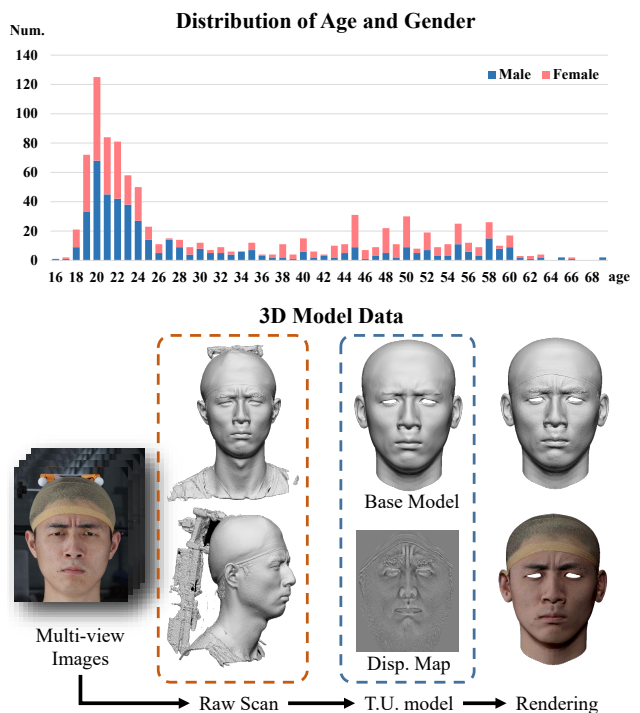 Distribution of Age and Gender
Num.
140
120
100
80
60
40
20
0
Male Female
16 18 20 22 24 26 28 30 32 34 36 38 40 42 44 46 48 50 52 54 56 58 60 62 64 66 68 age
3D Model Data
Base Model
Multi-view
Images
Disp. Map
Raw Scan T.U. model Rendering